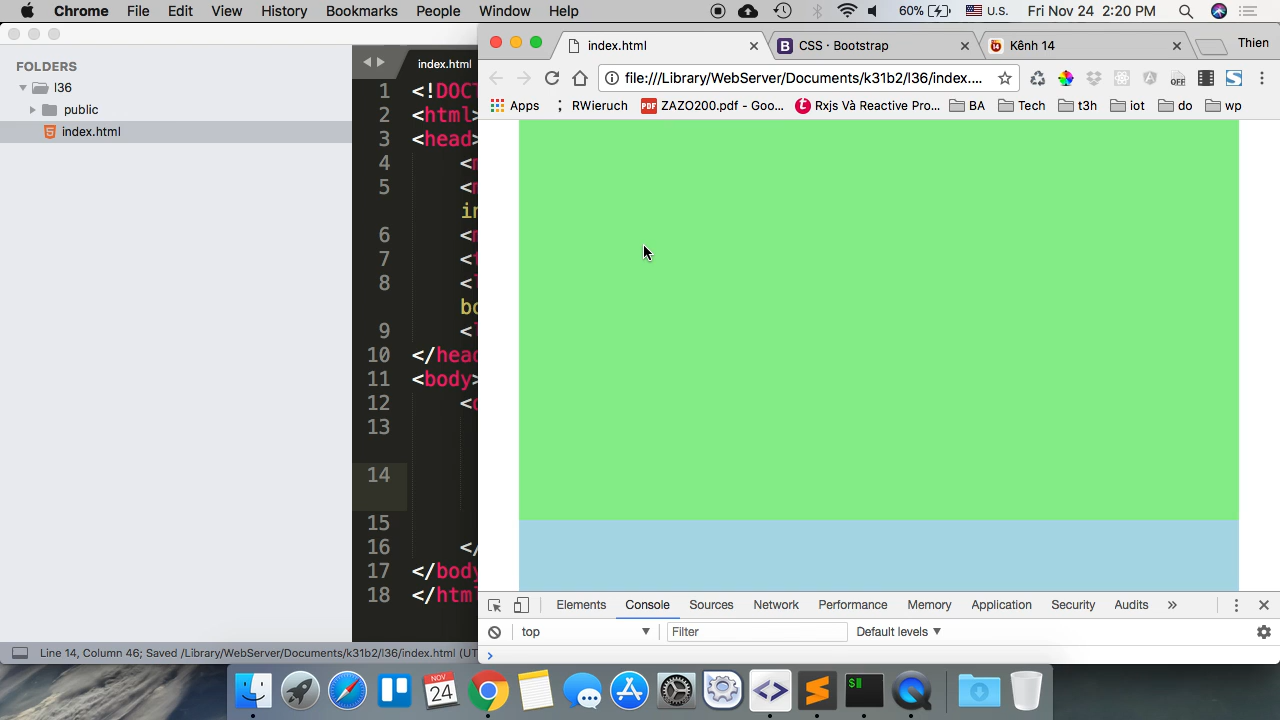 Chrome File Edit View History Bookmarks People Window Help 60% U.S. Fri Nov 24 2:20 PM
FOLDERS
l36
public
index.html
index.html
1 <!DOCT
2 <html>
3 <head>
4 <m
5 <m
in
6 <m
7 <t
8 <l
bo
9 <l
10 </head
11 <body>
12 <d
13
14
15
16 </
17 </body
18 </html
Line 14, Column 46; Saved /Library/WebServer/Documents/k31b2/l36/index.html (UT
index.html CSS · Bootstrap Kênh 14 Thien
file:///Library/WebServer/Documents/k31b2/l36/index....
OFF
Apps ; RWieruch PDF ZAZO200.pdf - Goo... Rxjs Và Reactive Pro... BA Tech t3h iot do wp
Elements Console Sources Network Performance Memory Application Security Audits »
top Filter Default levels
NOV
24